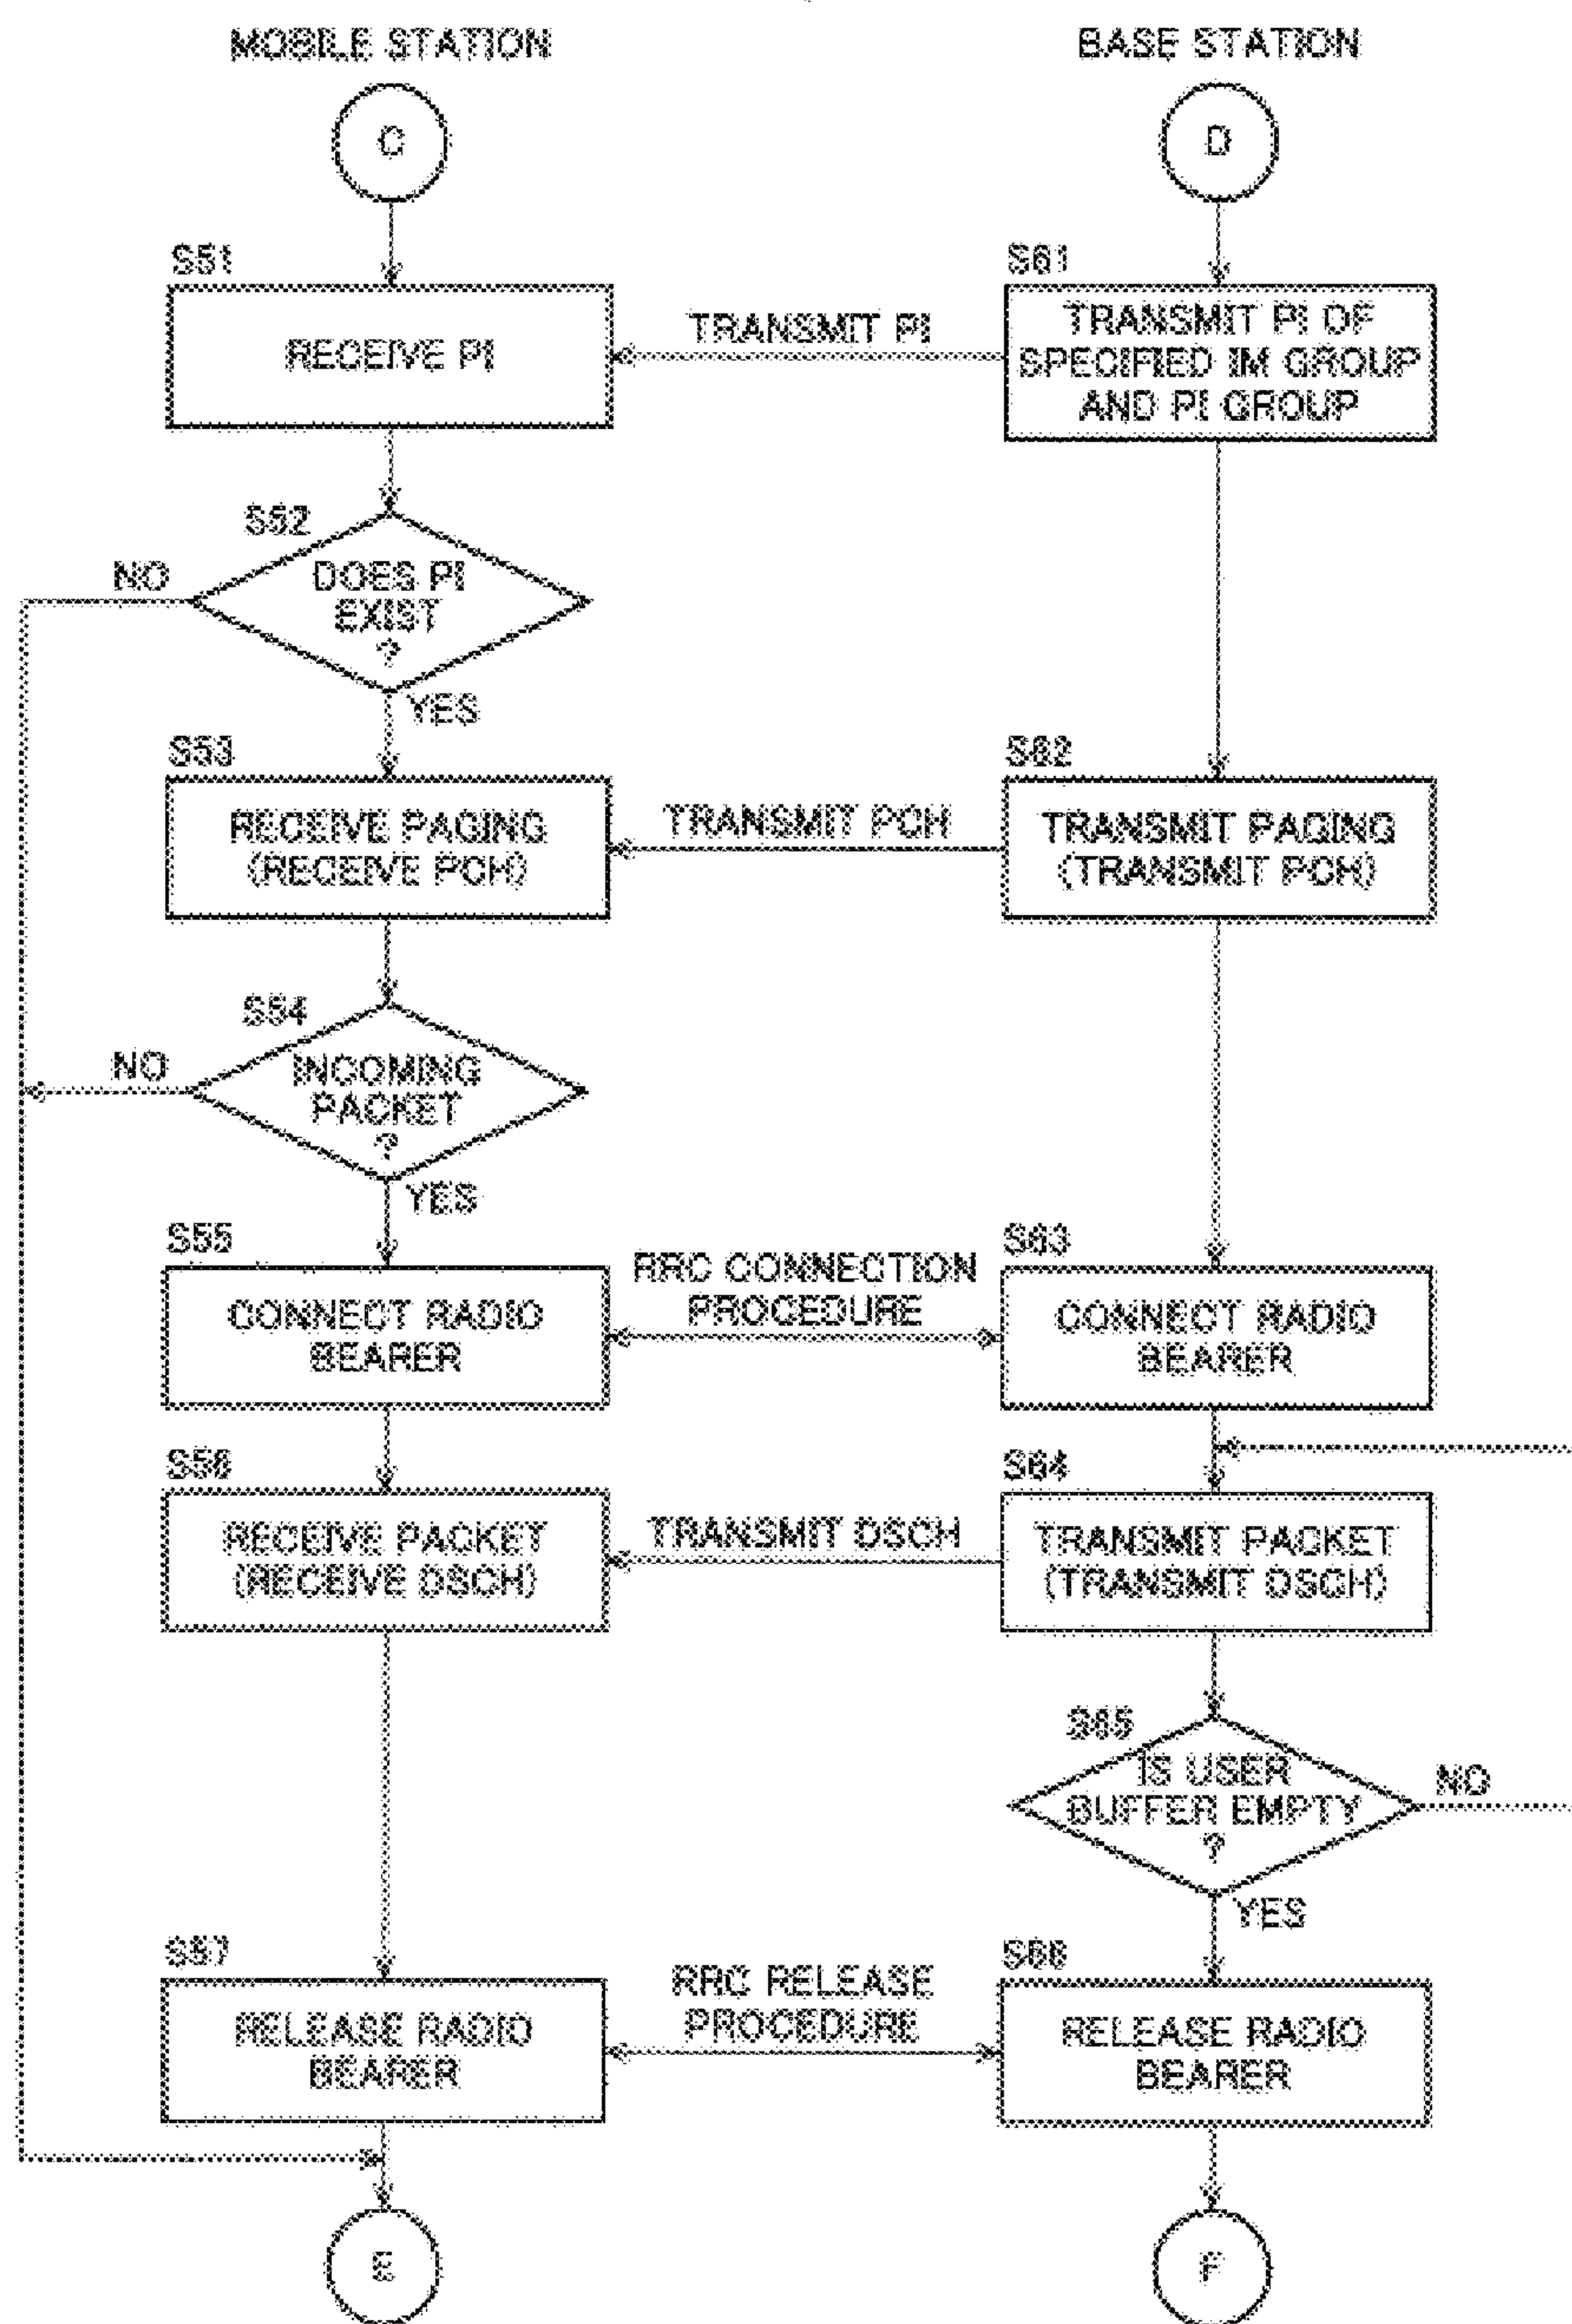 MOBILE STATION
BASE STATION
C
D
S51
S61
RECEIVE PI
TRANSMIT PI
TRANSMIT PI OF
SPECIFIED IM GROUP
AND PI GROUP
S52
NO
DOES PI
EXIST
?
YES
S53
S62
RECEIVE PAGING
(RECEIVE PCH)
TRANSMIT PCH
TRANSMIT PAGING
(TRANSMIT PCH)
S54
NO
INCOMING
PACKET
?
YES
S55
S63
CONNECT RADIO
BEARER
RRC CONNECTION
PROCEDURE
CONNECT RADIO
BEARER
S56
S64
RECEIVE PACKET
(RECEIVE DSCH)
TRANSMIT DSCH
TRANSMIT PACKET
(TRANSMIT DSCH)
S65
IS USER
BUFFER EMPTY
?
NO
YES
S57
S66
RELEASE RADIO
BEARER
RRC RELEASE
PROCEDURE
RELEASE RADIO
BEARER
E
F